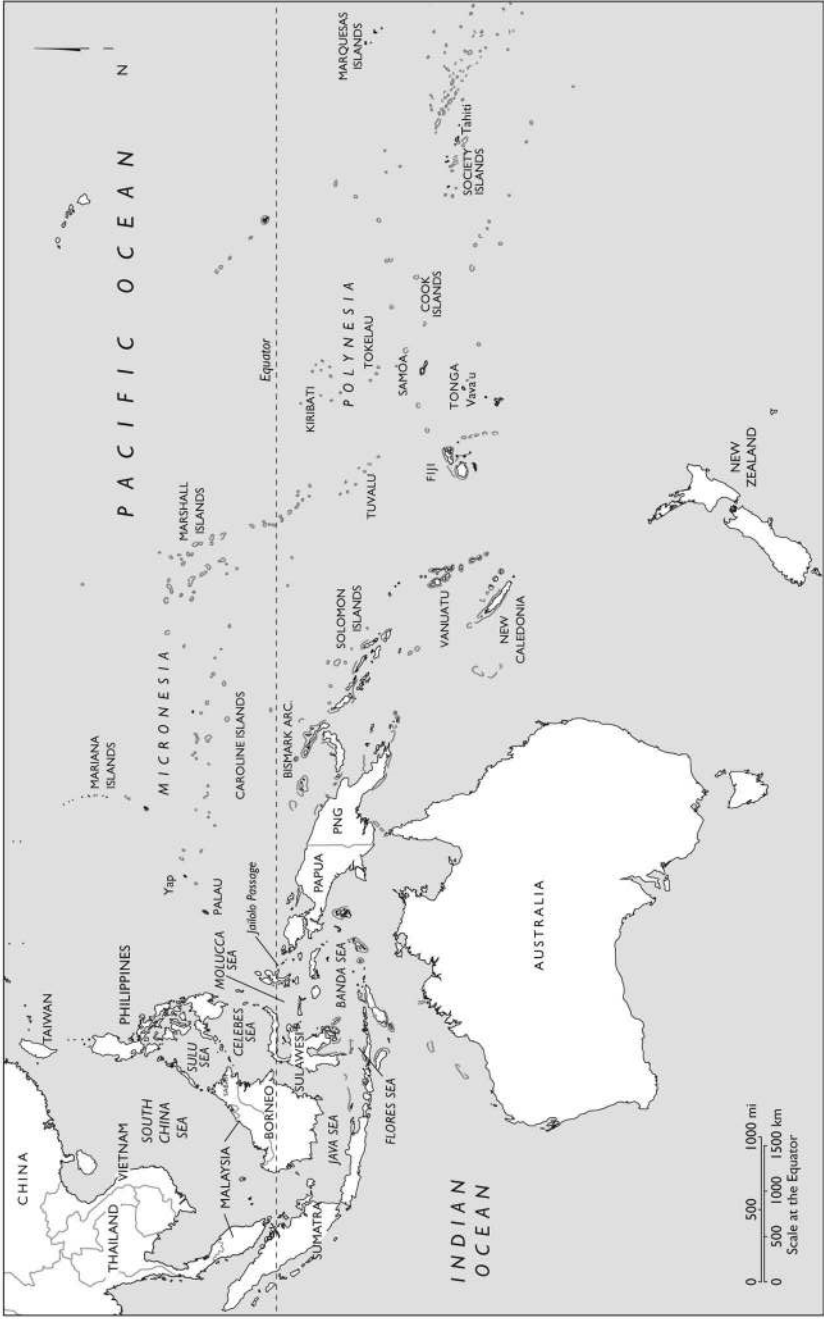 N
PACIFIC OCEAN
MARQUESAS
ISLANDS
Tahiti
SOCIETY
ISLANDS
COOK
ISLANDS
Equator
POLYNESIA
TOKELAU
KIRIBATI
SAMOA
TONGA
Vava'u
FIJI
TUVALU
NEW
ZEALAND
MARSHALL
ISLANDS
SOLOMON
ISLANDS
VANUATU
NEW
CALEDONIA
MICRONESIA
MARIANA
ISLANDS
CAROLINE ISLANDS
BISMARK ARC.
Yap
PALAU
PNG
PAPUA
Jailolo Passage
MOLUCCA
SEA
BANDA SEA
AUSTRALIA
TAIWAN
PHILIPPINES
SULU
SEA
CELEBES
SEA
SULAWESI
FLORES SEA
CHINA
VIETNAM
SOUTH
CHINA
SEA
THAILAND
MALAYSIA
BORNEO
JAVA SEA
SUMATRA
INDIAN
OCEAN
0 500 1000 mi
0 500 1000 1500 km
Scale at the Equator